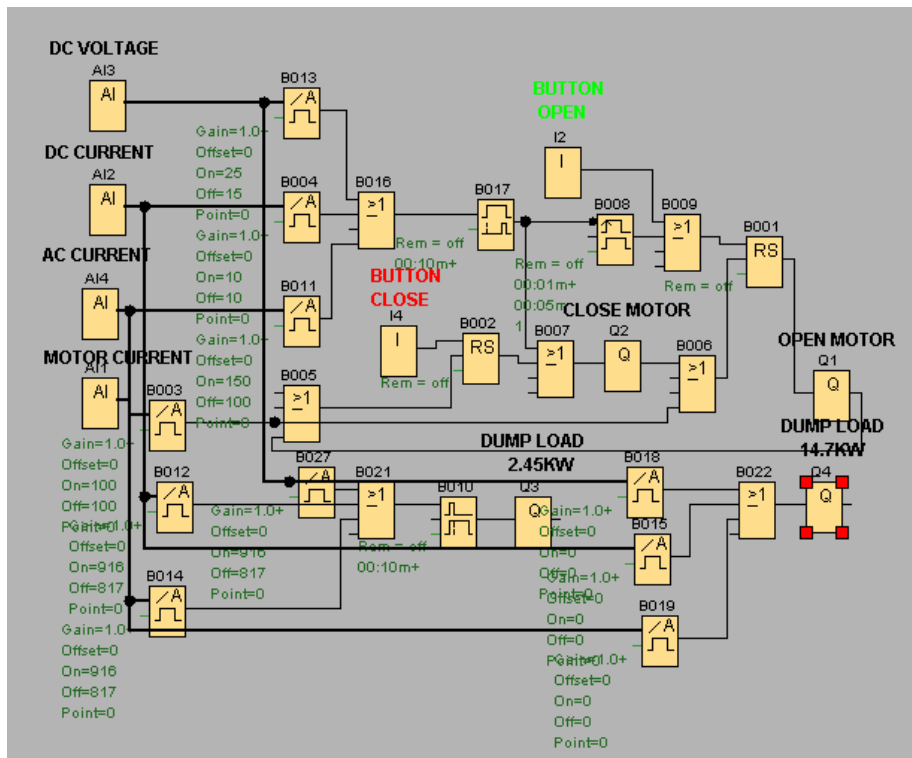 DC VOLTAGE
AI3
AI
B013
/A
Gain=1.0+
Offset=0
On=25
Off=15
Point=0
DC CURRENT
AI2
AI
B004
/A
Gain=1.0+
Offset=0
On=10
Off=10
Point=0
AC CURRENT
AI4
AI
B011
/A
Gain=1.0+
Offset=0
On=150
Off=100
Point=0
B016
>1
B017
Rem = off
00:10m+
BUTTON
OPEN
I2
I
B008
Rem = off
00:01m+
00:05m+
1
B009
>1
B001
RS
Rem = off
BUTTON
CLOSE
I4
I
B002
RS
Rem = off
CLOSE MOTOR
B007
>1
Q2
Q
B006
>1
OPEN MOTOR
Q1
Q
MOTOR CURRENT
AI1
AI
B003
/A
Gain=1.0+
Offset=0
On=100
Off=100
Point=0
B005
>1
DUMP LOAD
2.45KW
B012
/A
Gain=1.0+
Offset=0
On=916
Off=817
Point=0
B027
/A
Gain=1.0+
Offset=0
On=916
Off=817
Point=0
B021
>1
B010
Rem = off
00:10m+
Q3
Q
B014
/A
Gain=1.0+
Offset=0
On=916
Off=817
Point=0
DUMP LOAD
14.7KW
B018
/A
Gain=1.0+
Offset=0
On=0
Off=0
Point=0
B015
/A
Gain=1.0+
Offset=0
On=0
Off=0
Point=0
B019
/A
Gain=1.0+
Offset=0
On=0
Off=0
Point=0
B022
>1
Q4
Q